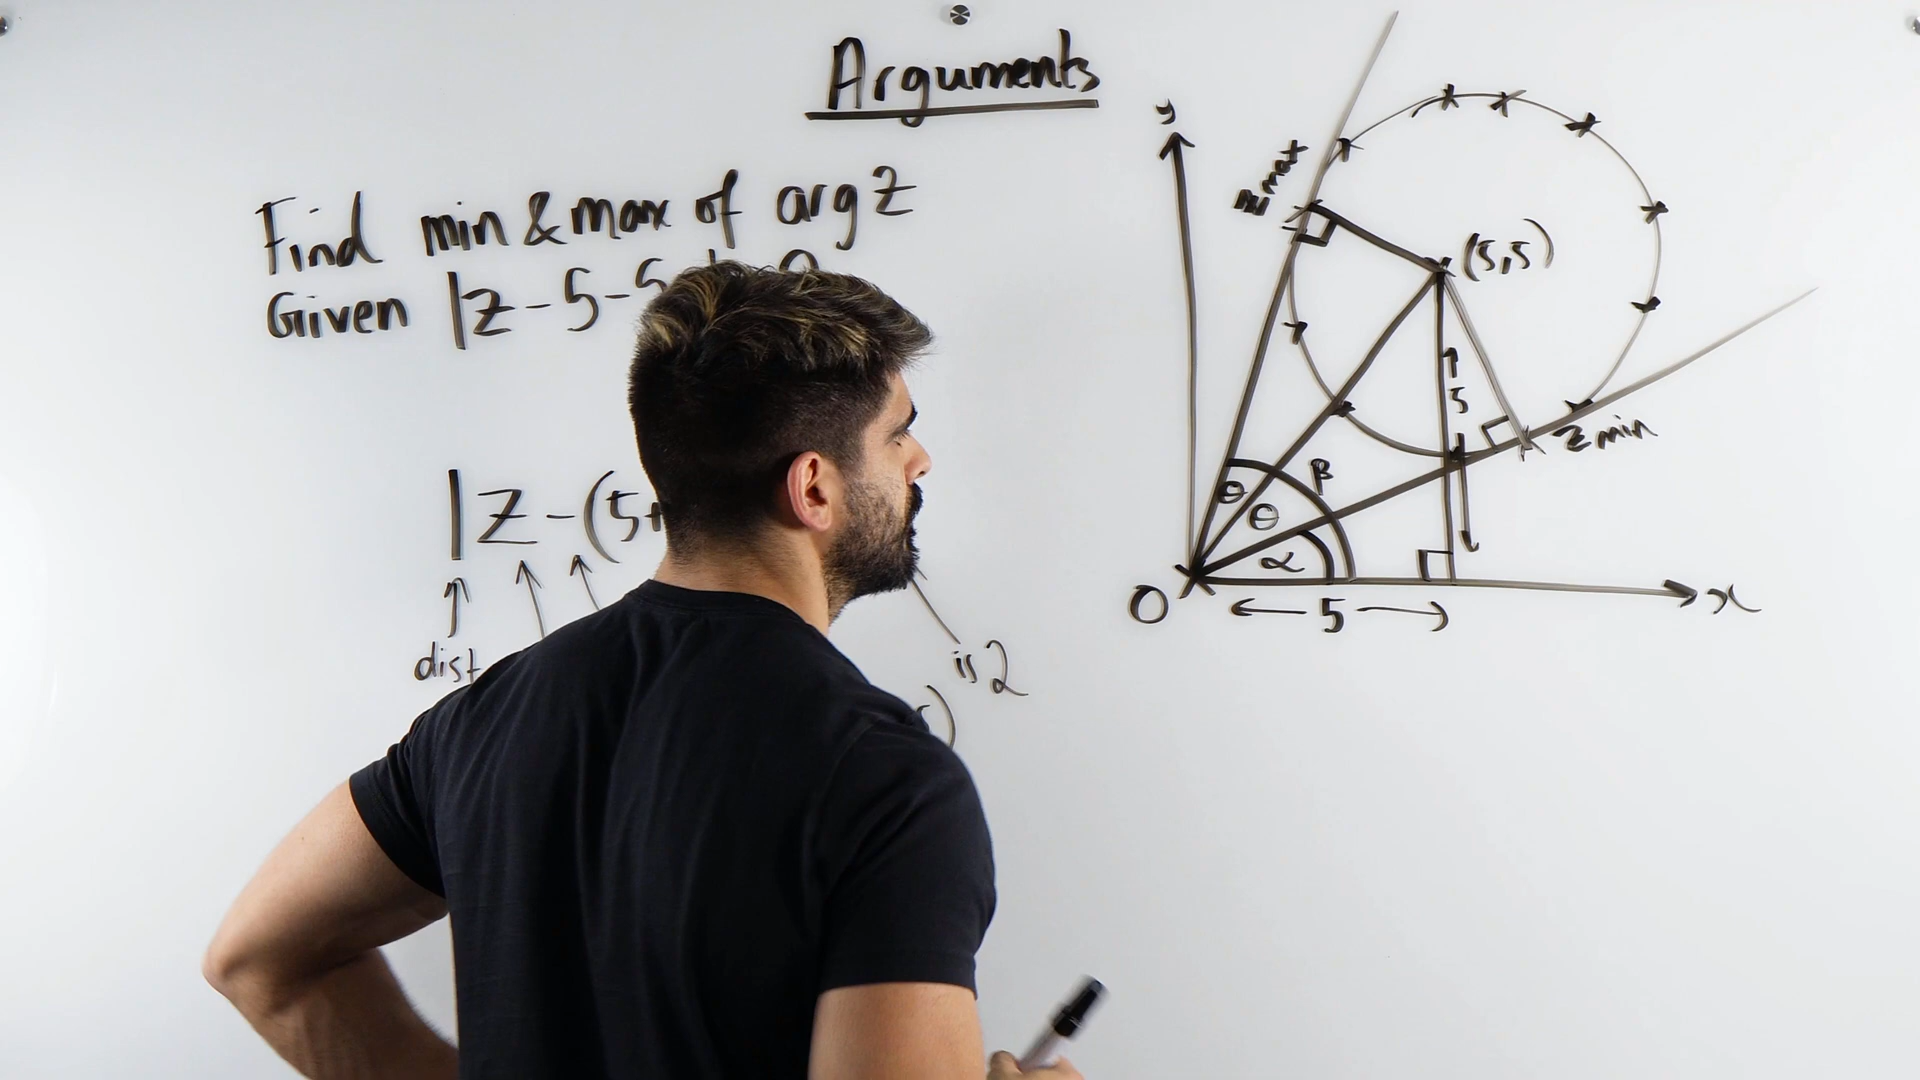 Arguments
Find min & max of arg z
Given |z - 5 - 5
|z - (5+
dist
is 2
)
y
z max
(5,5)
5
z min
β
θ
θ
α
O
5
x